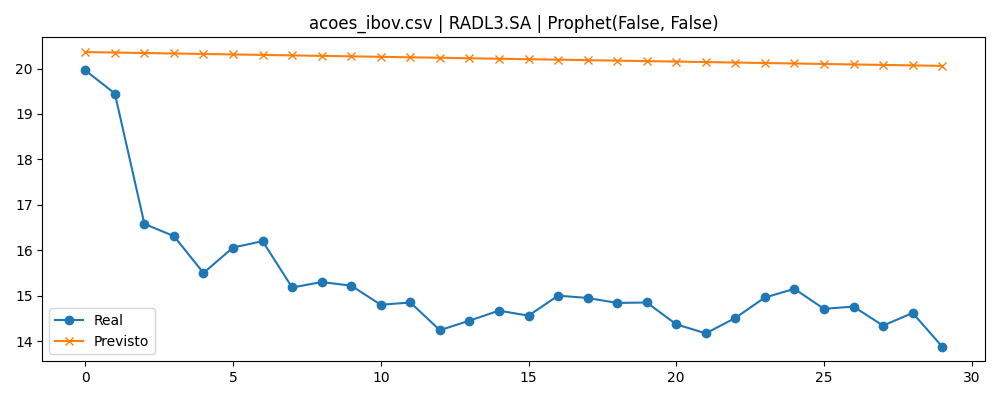 acoes_ibov.csv | RADL3.SA | Prophet(False, False)
20
19
18
17
16
15
14
Real
Previsto
0 5 10 15 20 25 30